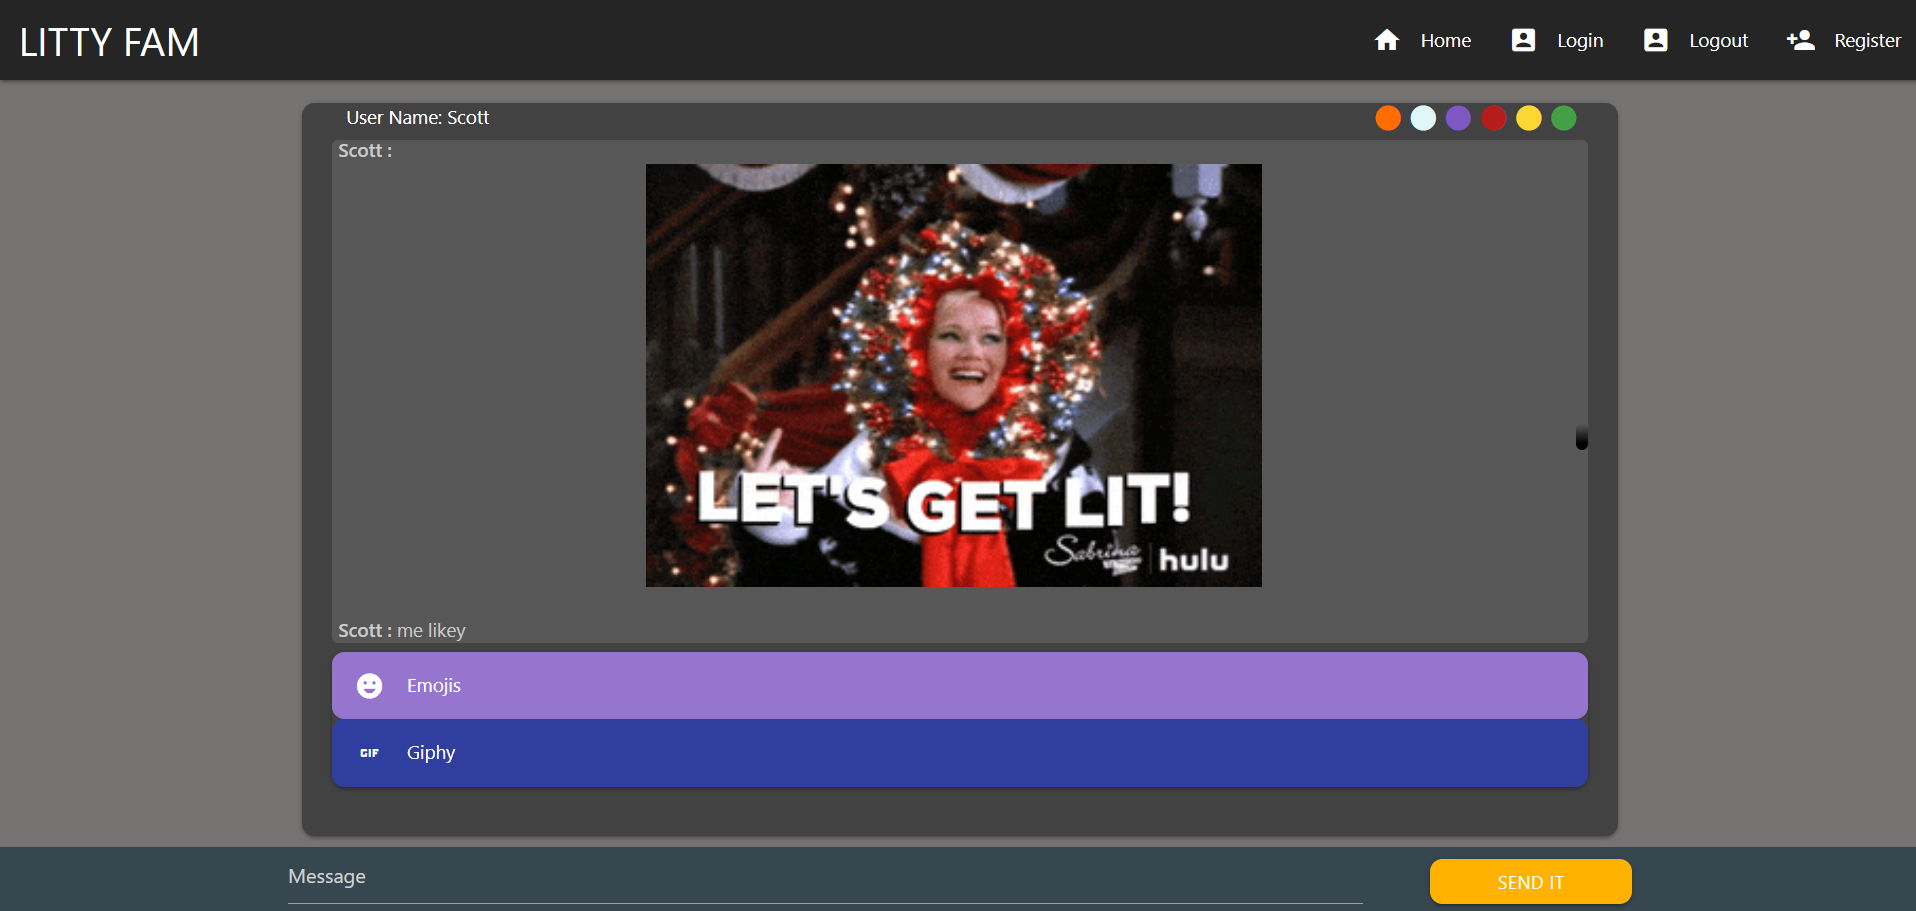 LITTY FAM
Home
Login
Logout
Register
User Name: Scott
Scott :
LET'S GET LIT!
Sabrina
hulu
Scott : me likey
Emojis
GIF
Giphy
Message
SEND IT